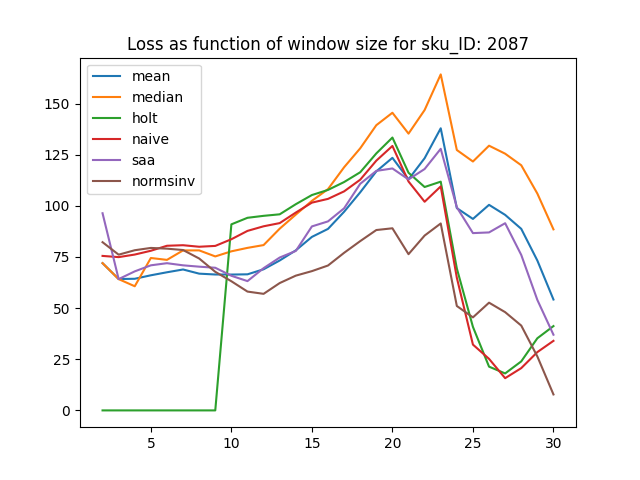 Loss as function of window size for sku_ID: 2087
mean
median
holt
naive
saa
normsinv
150
125
100
75
50
25
0
5 10 15 20 25 30